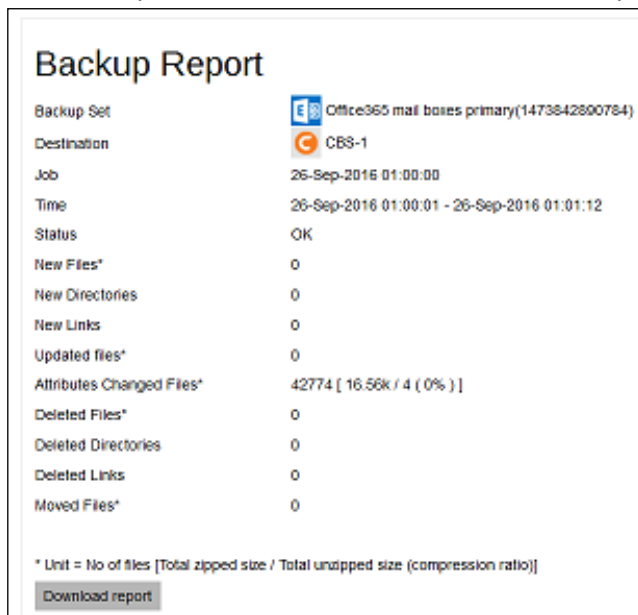 Backup Report
Backup Set Office365 mail boxes primary(1473842890784)
Destination CBS-1
Job 26-Sep-2016 01:00:00
Time 26-Sep-2016 01:00:01 - 26-Sep-2016 01:01:12
Status OK
New Files* 0
New Directories 0
New Links 0
Updated files* 0
Attributes Changed Files* 42774 [ 16.56k / 4 ( 0% ) ]
Deleted Files* 0
Deleted Directories 0
Deleted Links 0
Moved Files* 0
* Unit = No of files [Total zipped size / Total unzipped size (compression ratio)]
Download report